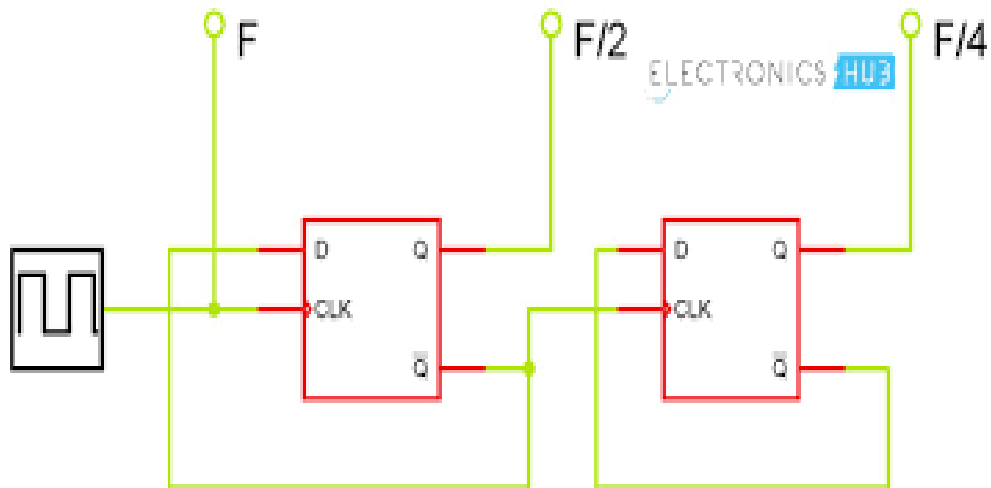 F
F/2
F/4
ELECTRONICS HUB
D
Q
D
Q
CLK
CLK
Q̅
Q̅